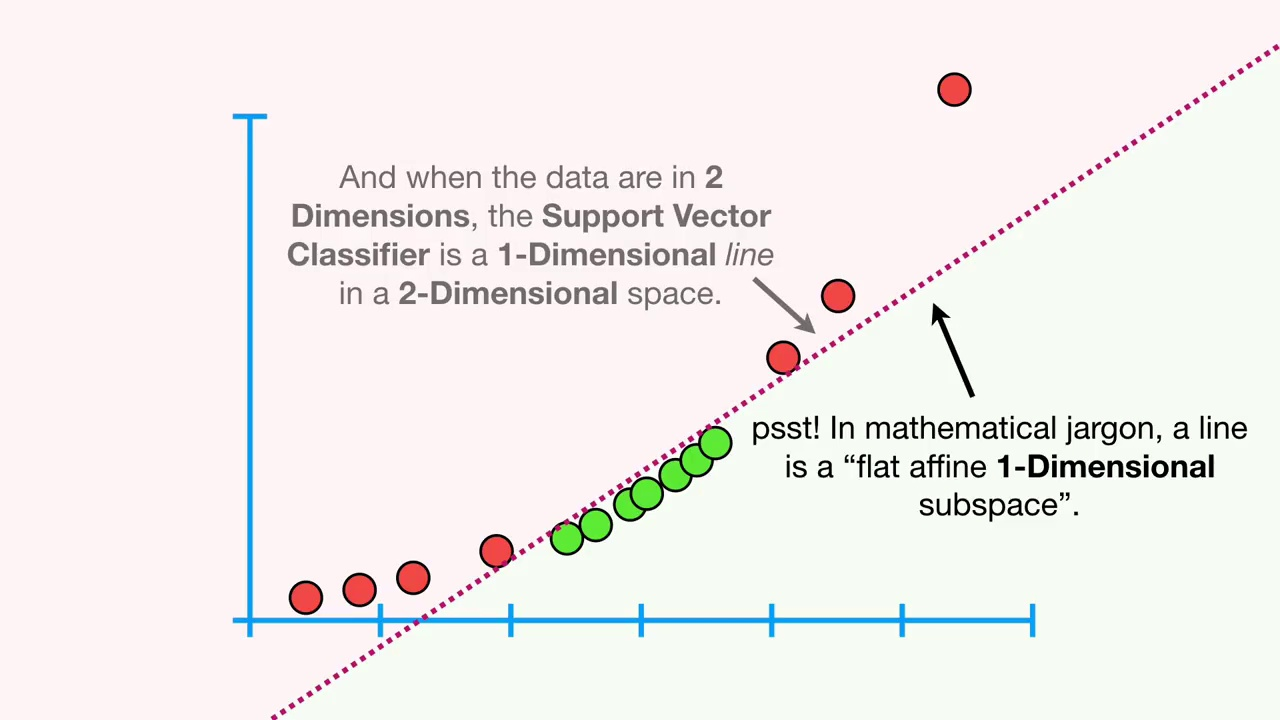 And when the data are in 2
Dimensions, the Support Vector
Classifier is a 1-Dimensional line
in a 2-Dimensional space.
psst! In mathematical jargon, a line
is a “flat affine 1-Dimensional
subspace”.